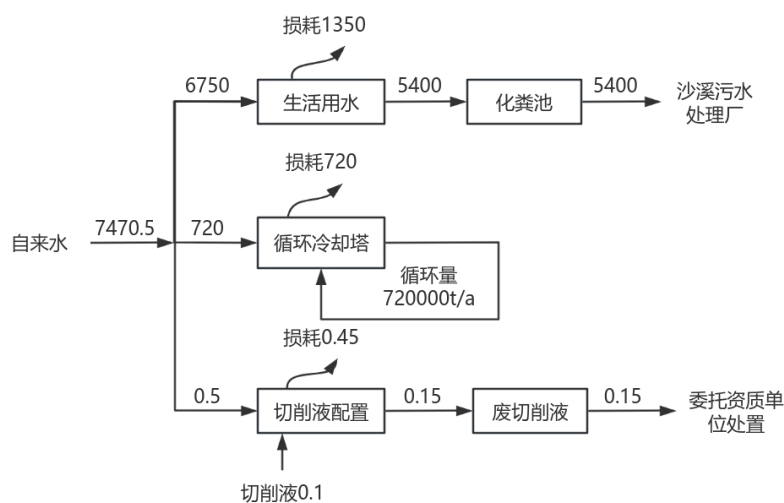 损耗1350
6750
生活用水
5400
化粪池
5400
沙溪污水
处理厂
损耗720
自来水
7470.5
720
循环冷却塔
循环量
720000t/a
损耗0.45
0.5
切削液配置
0.15
废切削液
0.15
委托资质单
位处置
切削液0.1